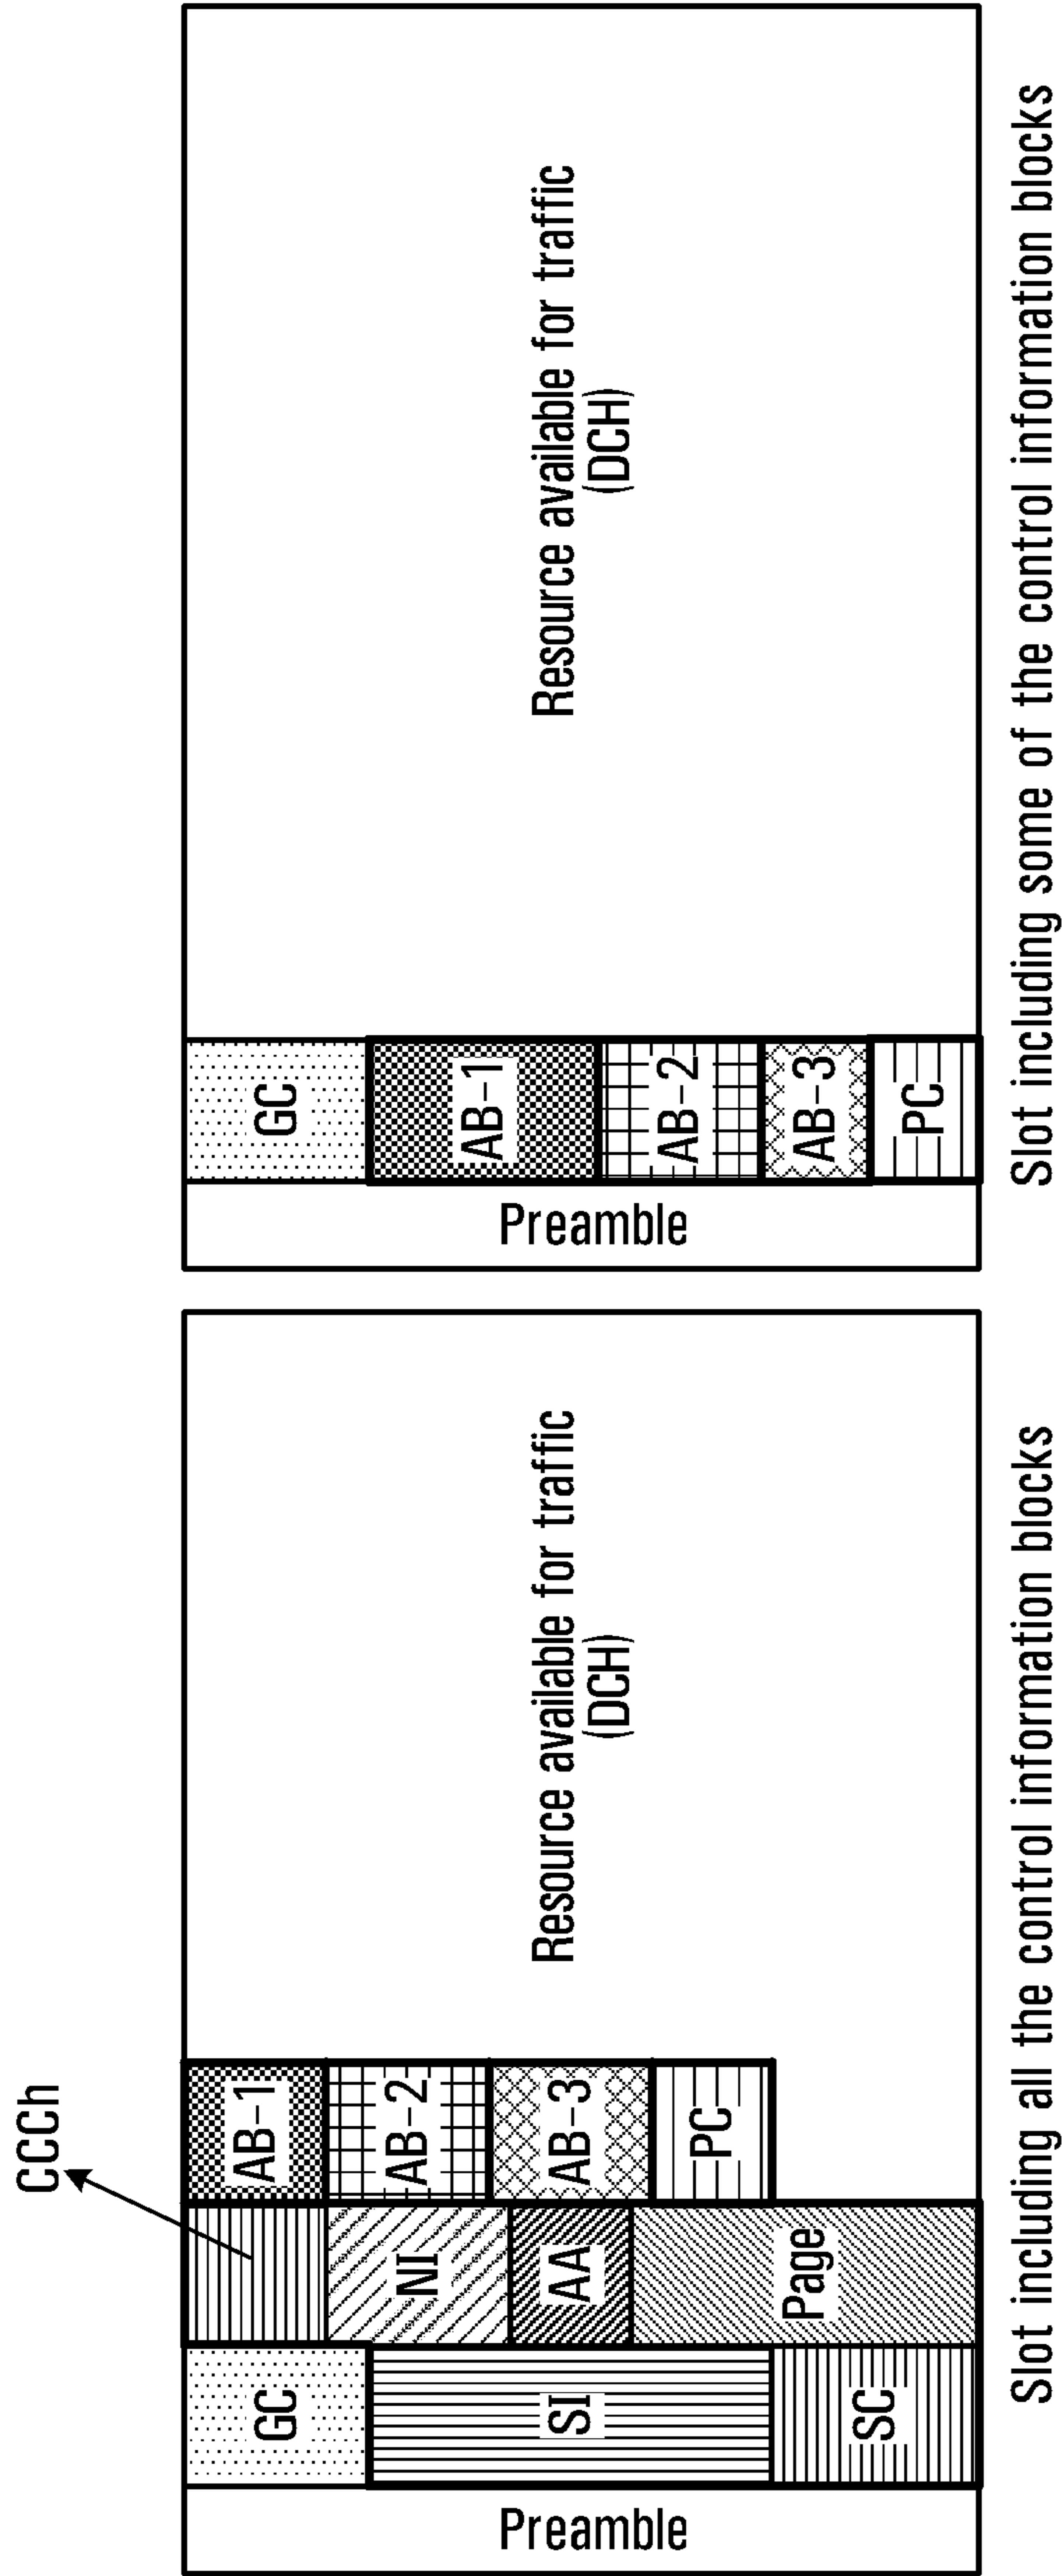 CCCh
Preamble
GC
SI
SC
NI
AA
Page
AB-1
AB-2
AB-3
PC
Resource available for traffic
(DCH)
Slot including all the control information blocks
Preamble
GC
AB-1
AB-2
AB-3
PC
Resource available for traffic
(DCH)
Slot including some of the control information blocks